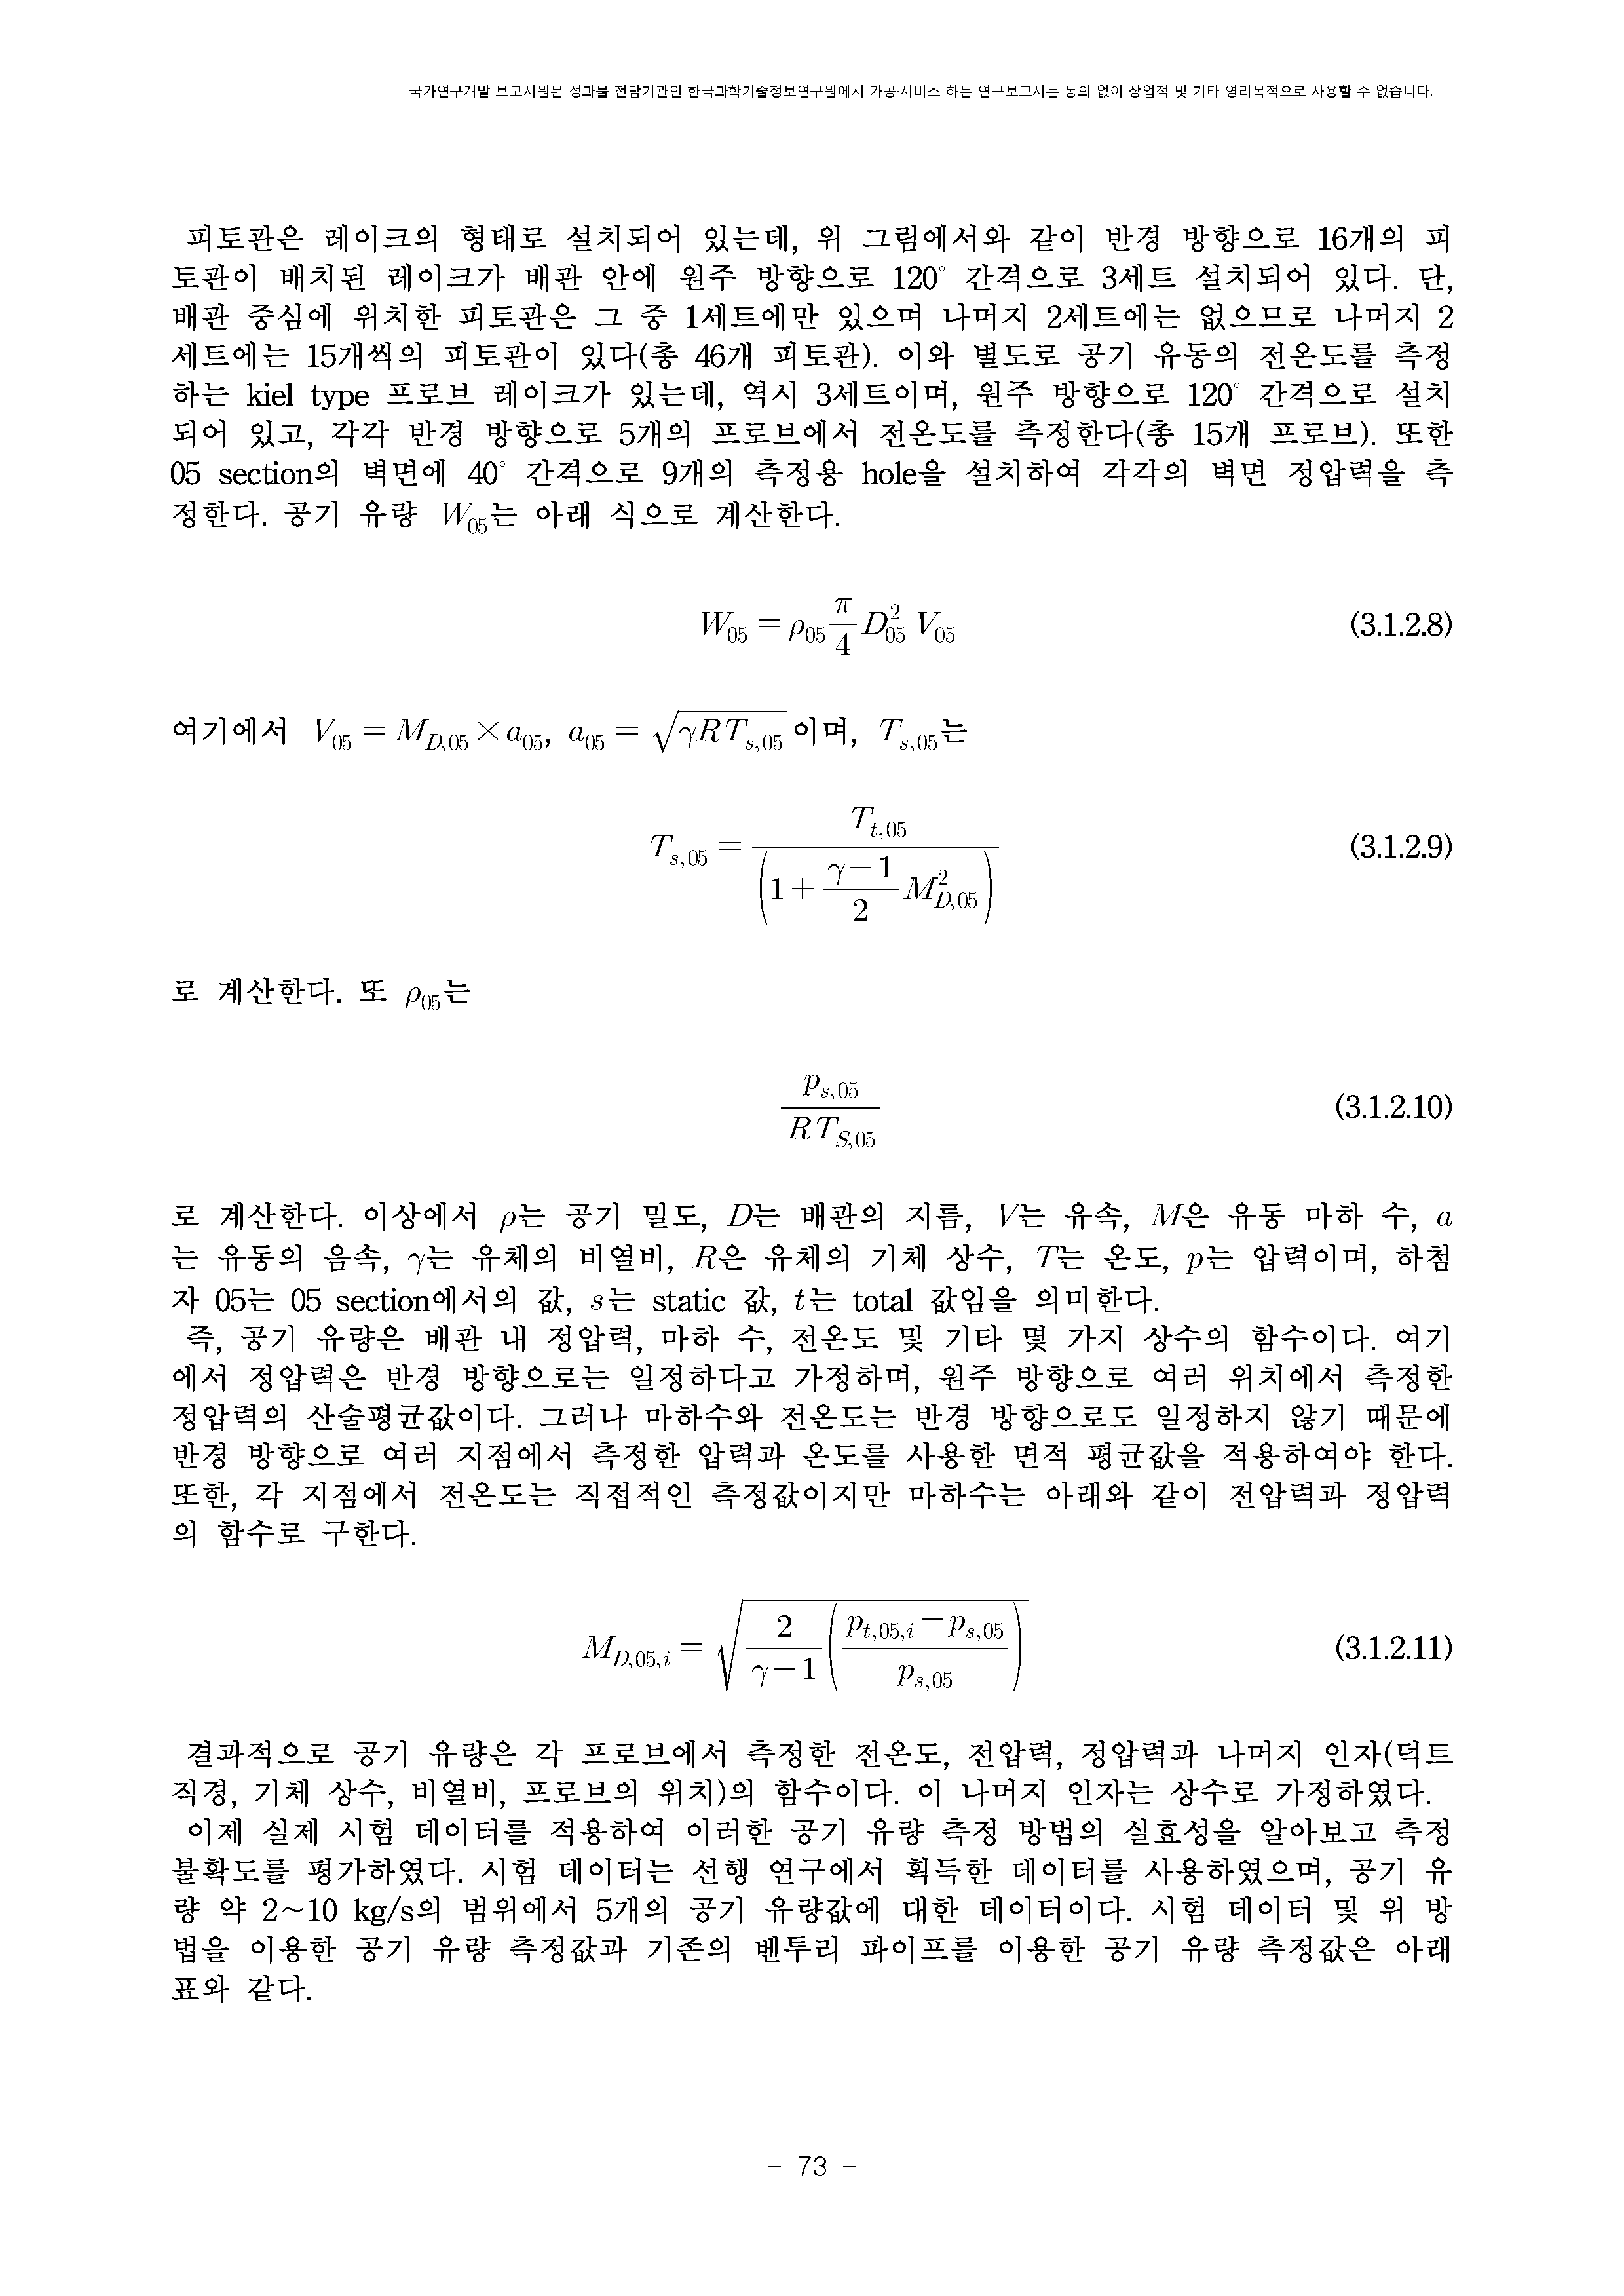 국가연구개발 보고서원문 성과물 전담기관인 한국과학기술정보연구원에서 가공·서비스 하는 연구보고서는 동의 없이 상업적 및 기타 영리목적으로 사용할 수 없습니다.
피토관은 레이크의 형태로 설치되어 있는데, 위 그림에서와 같이 반경 방향으로 16개의 피
토관이 배치된 레이크가 배관 안에 원주 방향으로 120° 간격으로 3세트 설치되어 있다. 단,
배관 중심에 위치한 피토관은 그 중 1세트에만 있으며 나머지 2세트에는 없으므로 나머지 2
세트에는 15개씩의 피토관이 있다(총 46개 피토관). 이와 별도로 공기 유동의 전온도를 측정
하는 kiel type 프로브 레이크가 있는데, 역시 3세트이며, 원주 방향으로 120° 간격으로 설치
되어 있고, 각각 반경 방향으로 5개의 프로브에서 전온도를 측정한다(총 15개 프로브). 또한
05 section의 벽면에 40° 간격으로 9개의 측정용 hole을 설치하여 각각의 벽면 정압력을 측
정한다. 공기 유량 $W_{05}$는 아래 식으로 계산한다.
$W_{05} = \rho_{05} \frac{\pi}{4} D_{05}^{2} V_{05}$ (3.1.2.8)
여기에서 $V_{05} = M_{D,05} \times a_{05}$, $a_{05} = \sqrt{\gamma R T_{s,05}}$ 이며, $T_{s,05}$는
$T_{s,05} = \frac{T_{t,05}}{\left(1 + \frac{\gamma - 1}{2} M_{D,05}^{2}\right)}$ (3.1.2.9)
로 계산한다. 또 $\rho_{05}$는
$\frac{p_{s,05}}{R T_{S,05}}$ (3.1.2.10)
로 계산한다. 이상에서 $\rho$는 공기 밀도, $D$는 배관의 지름, $V$는 유속, $M$은 유동 마하 수, $a$
는 유동의 음속, $\gamma$는 유체의 비열비, $R$은 유체의 기체 상수, $T$는 온도, $p$는 압력이며, 하첨
자 05는 05 section에서의 값, $s$는 static 값, $t$는 total 값임을 의미한다.
즉, 공기 유량은 배관 내 정압력, 마하 수, 전온도 및 기타 몇 가지 상수의 함수이다. 여기
에서 정압력은 반경 방향으로는 일정하다고 가정하며, 원주 방향으로 여러 위치에서 측정한
정압력의 산술평균값이다. 그러나 마하수와 전온도는 반경 방향으로도 일정하지 않기 때문에
반경 방향으로 여러 지점에서 측정한 압력과 온도를 사용한 면적 평균값을 적용하여야 한다.
또한, 각 지점에서 전온도는 직접적인 측정값이지만 마하수는 아래와 같이 전압력과 정압력
의 함수로 구한다.
$M_{D,05,i} = \sqrt{\frac{2}{\gamma - 1}\left(\frac{p_{t,05,i} - p_{s,05}}{p_{s,05}}\right)}$ (3.1.2.11)
결과적으로 공기 유량은 각 프로브에서 측정한 전온도, 전압력, 정압력과 나머지 인자(덕트
직경, 기체 상수, 비열비, 프로브의 위치)의 함수이다. 이 나머지 인자는 상수로 가정하였다.
이제 실제 시험 데이터를 적용하여 이러한 공기 유량 측정 방법의 실효성을 알아보고 측정
불확도를 평가하였다. 시험 데이터는 선행 연구에서 획득한 데이터를 사용하였으며, 공기 유
량 약 2~10 kg/s의 범위에서 5개의 공기 유량값에 대한 데이터이다. 시험 데이터 및 위 방
법을 이용한 공기 유량 측정값과 기존의 벤투리 파이프를 이용한 공기 유량 측정값은 아래
표와 같다.
- 73 -